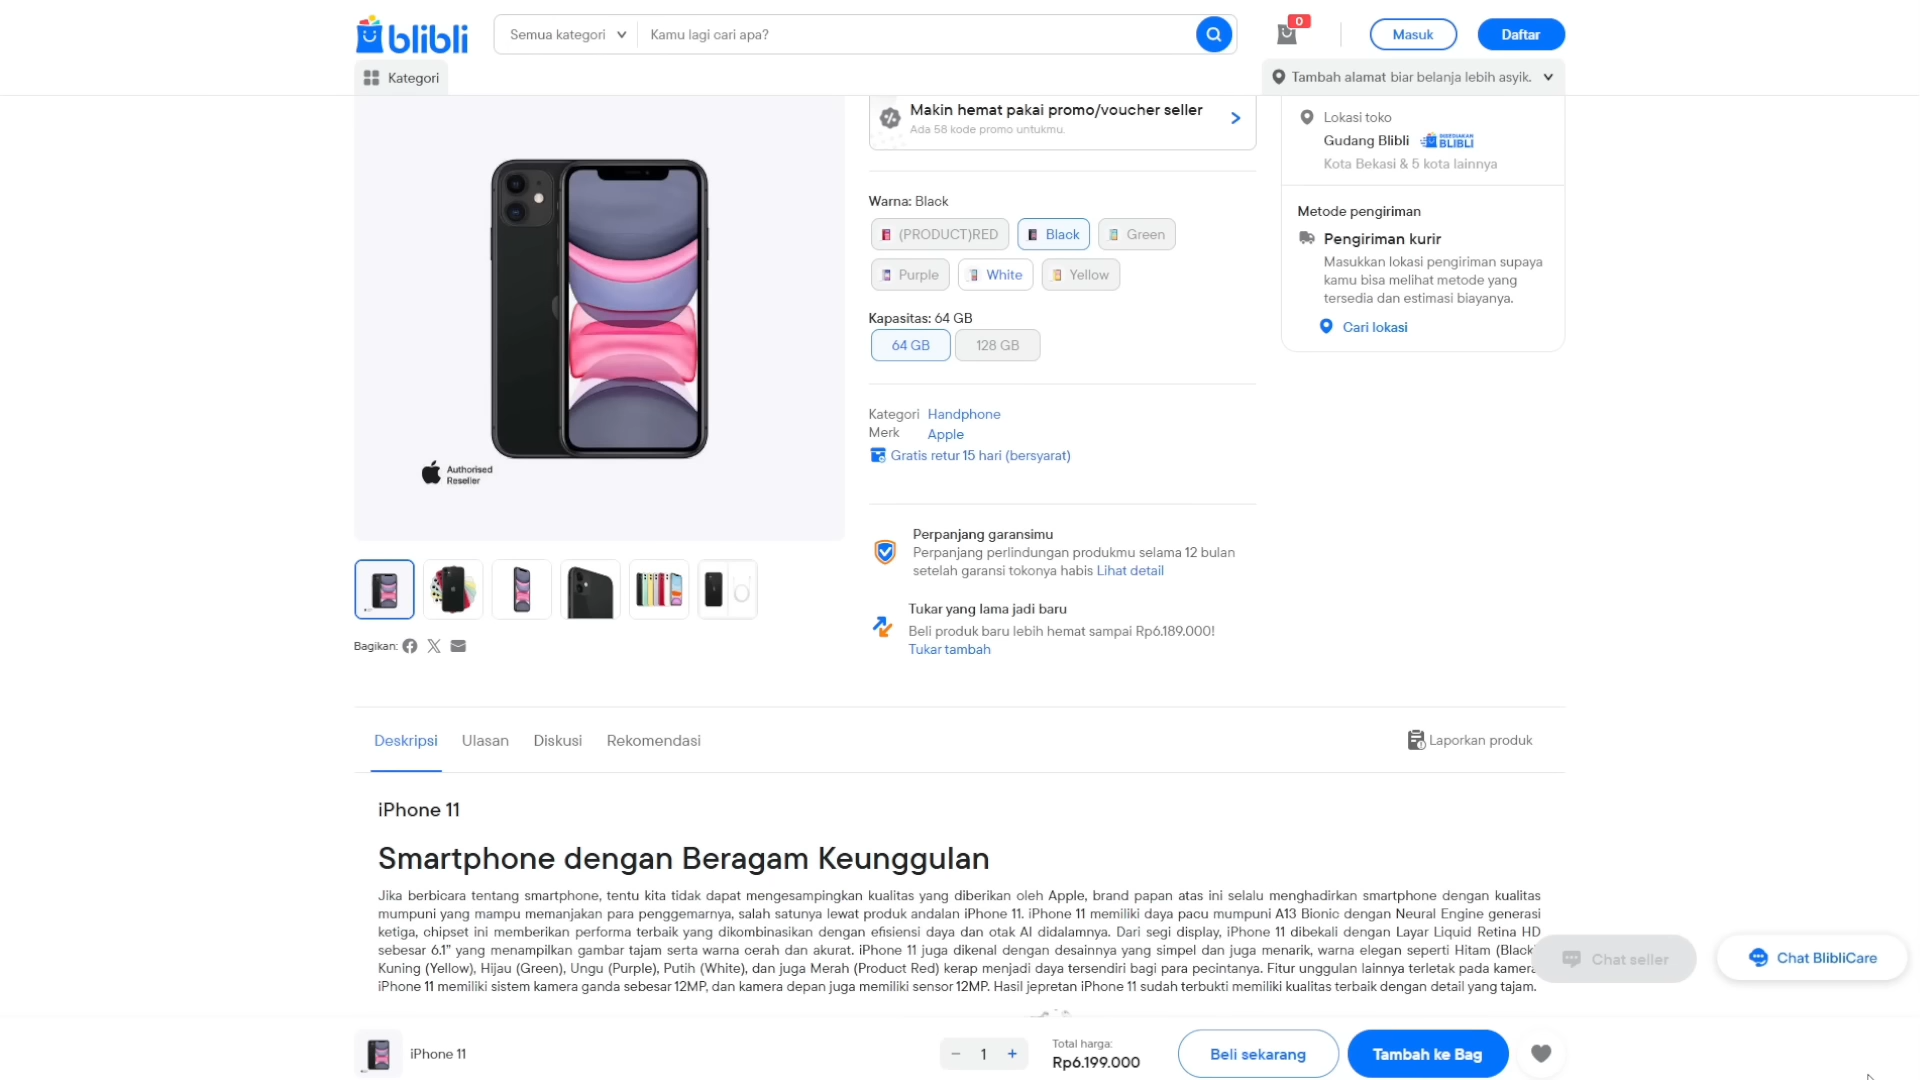 blibli
Semua kategori
Kamu lagi cari apa?
0
Masuk
Daftar
Kategori
Tambah alamat biar belanja lebih asyik.
Makin hemat pakai promo/voucher seller
Ada 58 kode promo untukmu.
Warna: Black
(PRODUCT)RED
Black
Green
Purple
White
Yellow
Kapasitas: 64 GB
64 GB
128 GB
Kategori Handphone
Merk Apple
Gratis retur 15 hari (bersyarat)
Perpanjang garansimu
Perpanjang perlindungan produkmu selama 12 bulan
setelah garansi tokonya habis Lihat detail
Tukar yang lama jadi baru
Beli produk baru lebih hemat sampai Rp6.189.000!
Tukar tambah
Lokasi toko
Gudang Blibli
DISEDIAKAN
BLIBLI
Kota Bekasi & 5 kota lainnya
Metode pengiriman
Pengiriman kurir
Masukkan lokasi pengiriman supaya
kamu bisa melihat metode yang
tersedia dan estimasi biayanya.
Cari lokasi
Authorised
Reseller
Bagikan:
Deskripsi
Ulasan
Diskusi
Rekomendasi
Laporkan produk
iPhone 11
Smartphone dengan Beragam Keunggulan
Jika berbicara tentang smartphone, tentu kita tidak dapat mengesampingkan kualitas yang diberikan oleh Apple, brand papan atas ini selalu menghadirkan smartphone dengan kualitas
mumpuni yang mampu memanjakan para penggemarnya, salah satunya lewat produk andalan iPhone 11. iPhone 11 memiliki daya pacu mumpuni A13 Bionic dengan Neural Engine generasi
ketiga, chipset ini memberikan performa terbaik yang dikombinasikan dengan efisiensi daya dan otak AI didalamnya. Dari segi display, iPhone 11 dibekali dengan Layar Liquid Retina HD
sebesar 6.1” yang menampilkan gambar tajam serta warna cerah dan akurat. iPhone 11 juga dikenal dengan desainnya yang simpel dan juga menarik, warna elegan seperti Hitam (Black
Kuning (Yellow), Hijau (Green), Ungu (Purple), Putih (White), dan juga Merah (Product Red) kerap menjadi daya tersendiri bagi para pecintanya. Fitur unggulan lainnya terletak pada kamera
iPhone 11 memiliki sistem kamera ganda sebesar 12MP, dan kamera depan juga memiliki sensor 12MP. Hasil jepretan iPhone 11 sudah terbukti memiliki kualitas terbaik dengan detail yang tajam.
Chat seller
Chat BlibliCare
iPhone 11
− 1 +
Total harga:
Rp6.199.000
Beli sekarang
Tambah ke Bag